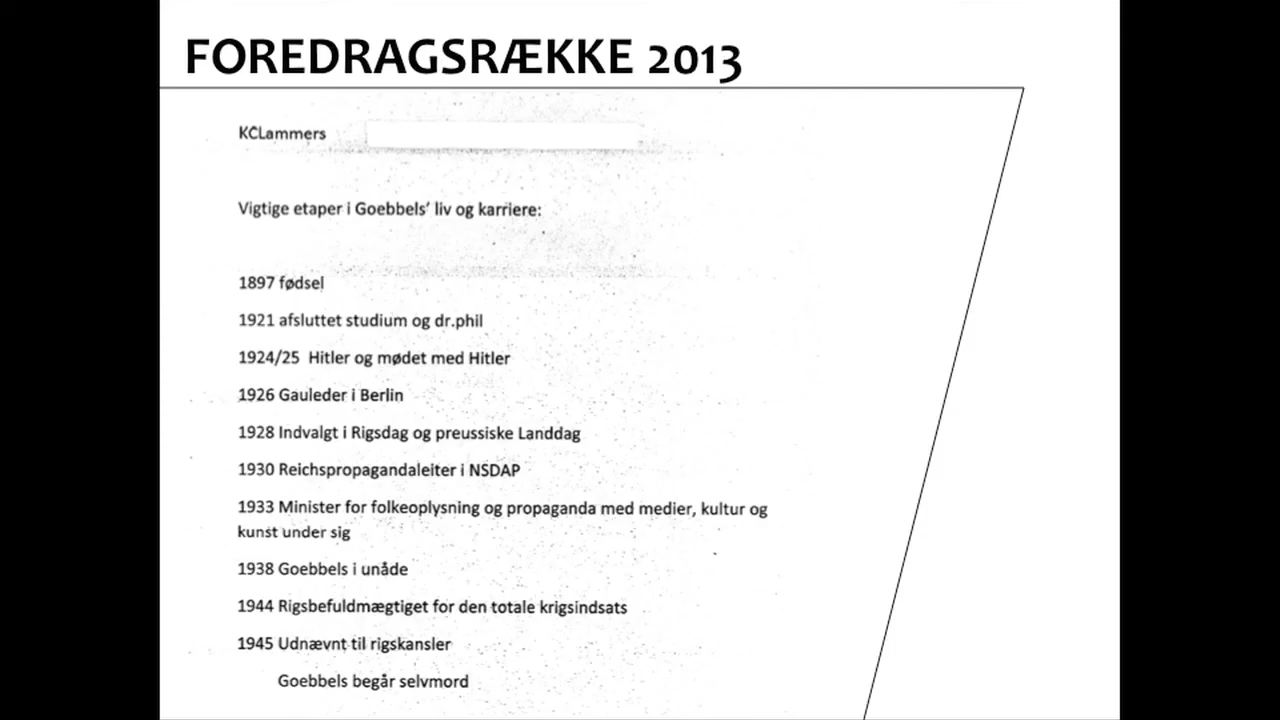 FOREDRAGSRÆKKE 2013
KCLammers
Vigtige etaper i Goebbels' liv og karriere:
1897 fødsel
1921 afsluttet studium og dr.phil
1924/25 Hitler og mødet med Hitler
1926 Gauleder i Berlin
1928 Indvalgt i Rigsdag og preussiske Landdag
1930 Reichspropagandaleiter i NSDAP
1933 Minister for folkeoplysning og propaganda med medier, kultur og
kunst under sig
1938 Goebbels i unåde
1944 Rigsbefuldmægtiget for den totale krigsindsats
1945 Udnævnt til rigskansler
Goebbels begår selvmord